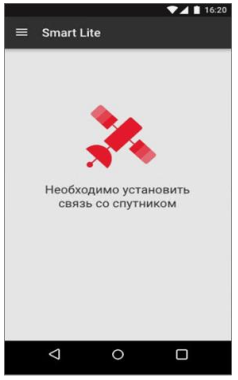 16:20
Smart Lite
Необходимо установить
связь со спутником